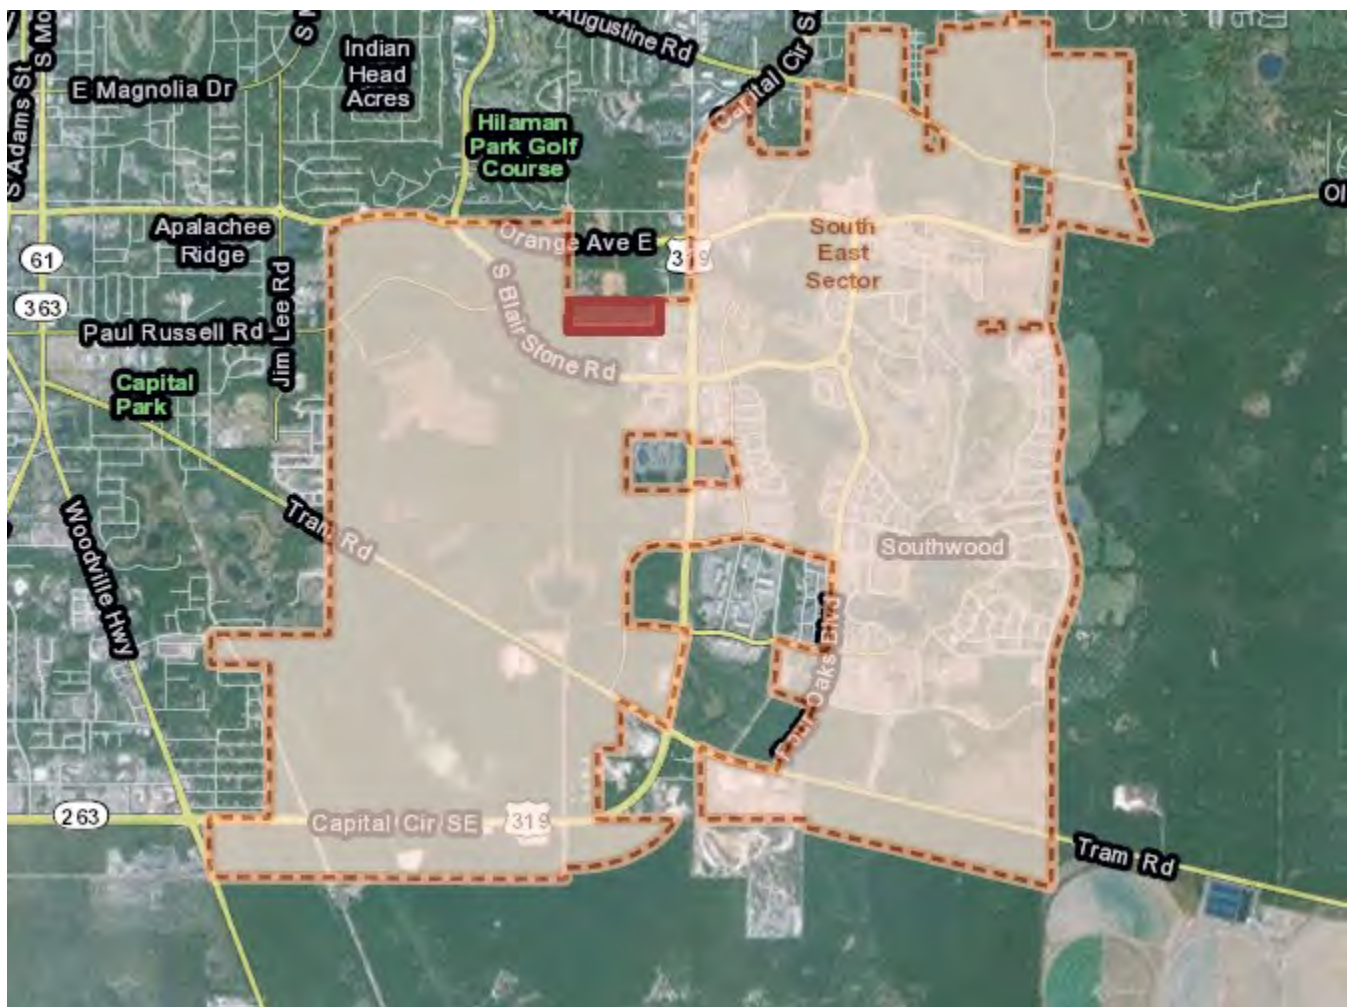 S Adams St
S Mo
E Magnolia Dr
S M
Indian
Head
Acres
Augustine Rd
Capital Cir S
Hilaman
Park Golf
Course
Ol
Apalachee
Ridge
Orange Ave E
319
South
East
Sector
61
363
Paul Russell Rd
Jim Lee Rd
S Blair Stone Rd
Capital
Park
Tram Rd
Woodville Hwy
Southwood
Oaks Blvd
263
Capital Cir SE
319
Tram Rd